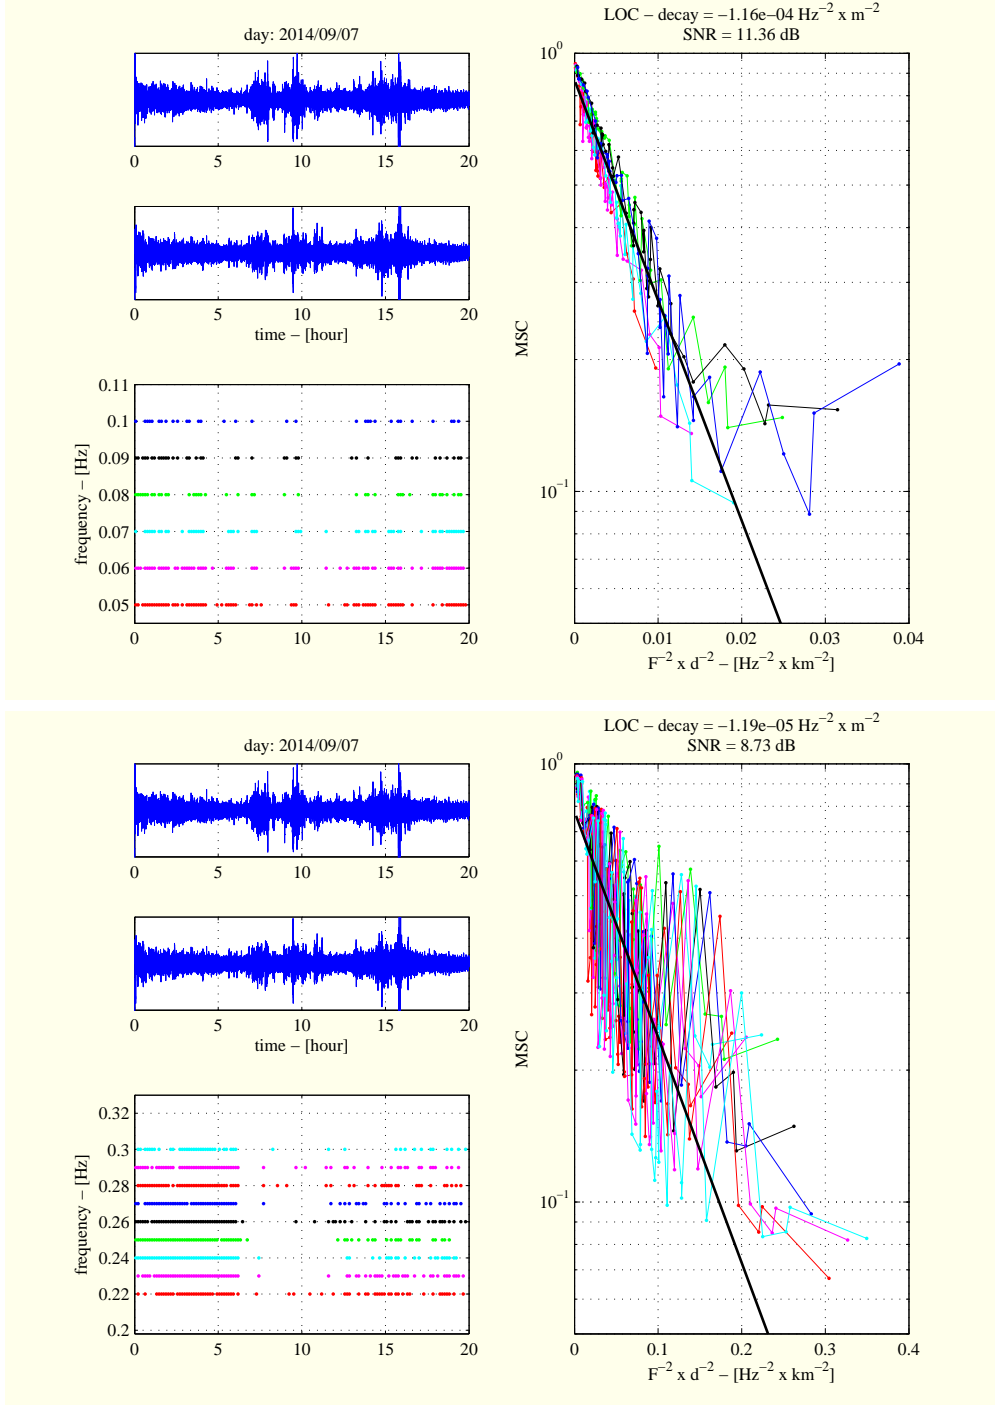 day: 2014/09/07
0 5 10 15 20
0 5 10 15 20
time − [hour]
0.11
0.1
0.09
0.08
0.07
0.06
0.05
frequency − [Hz]
0 5 10 15 20
LOC − decay = −1.16e−04 Hz⁻² x m⁻²
SNR = 11.36 dB
10⁰
10⁻¹
MSC
0 0.01 0.02 0.03 0.04
F⁻² x d⁻² − [Hz⁻² x km⁻²]
day: 2014/09/07
0 5 10 15 20
0 5 10 15 20
time − [hour]
0.32
0.3
0.28
0.26
0.24
0.22
0.2
frequency − [Hz]
0 5 10 15 20
LOC − decay = −1.19e−05 Hz⁻² x m⁻²
SNR = 8.73 dB
10⁰
10⁻¹
MSC
0 0.1 0.2 0.3 0.4
F⁻² x d⁻² − [Hz⁻² x km⁻²]